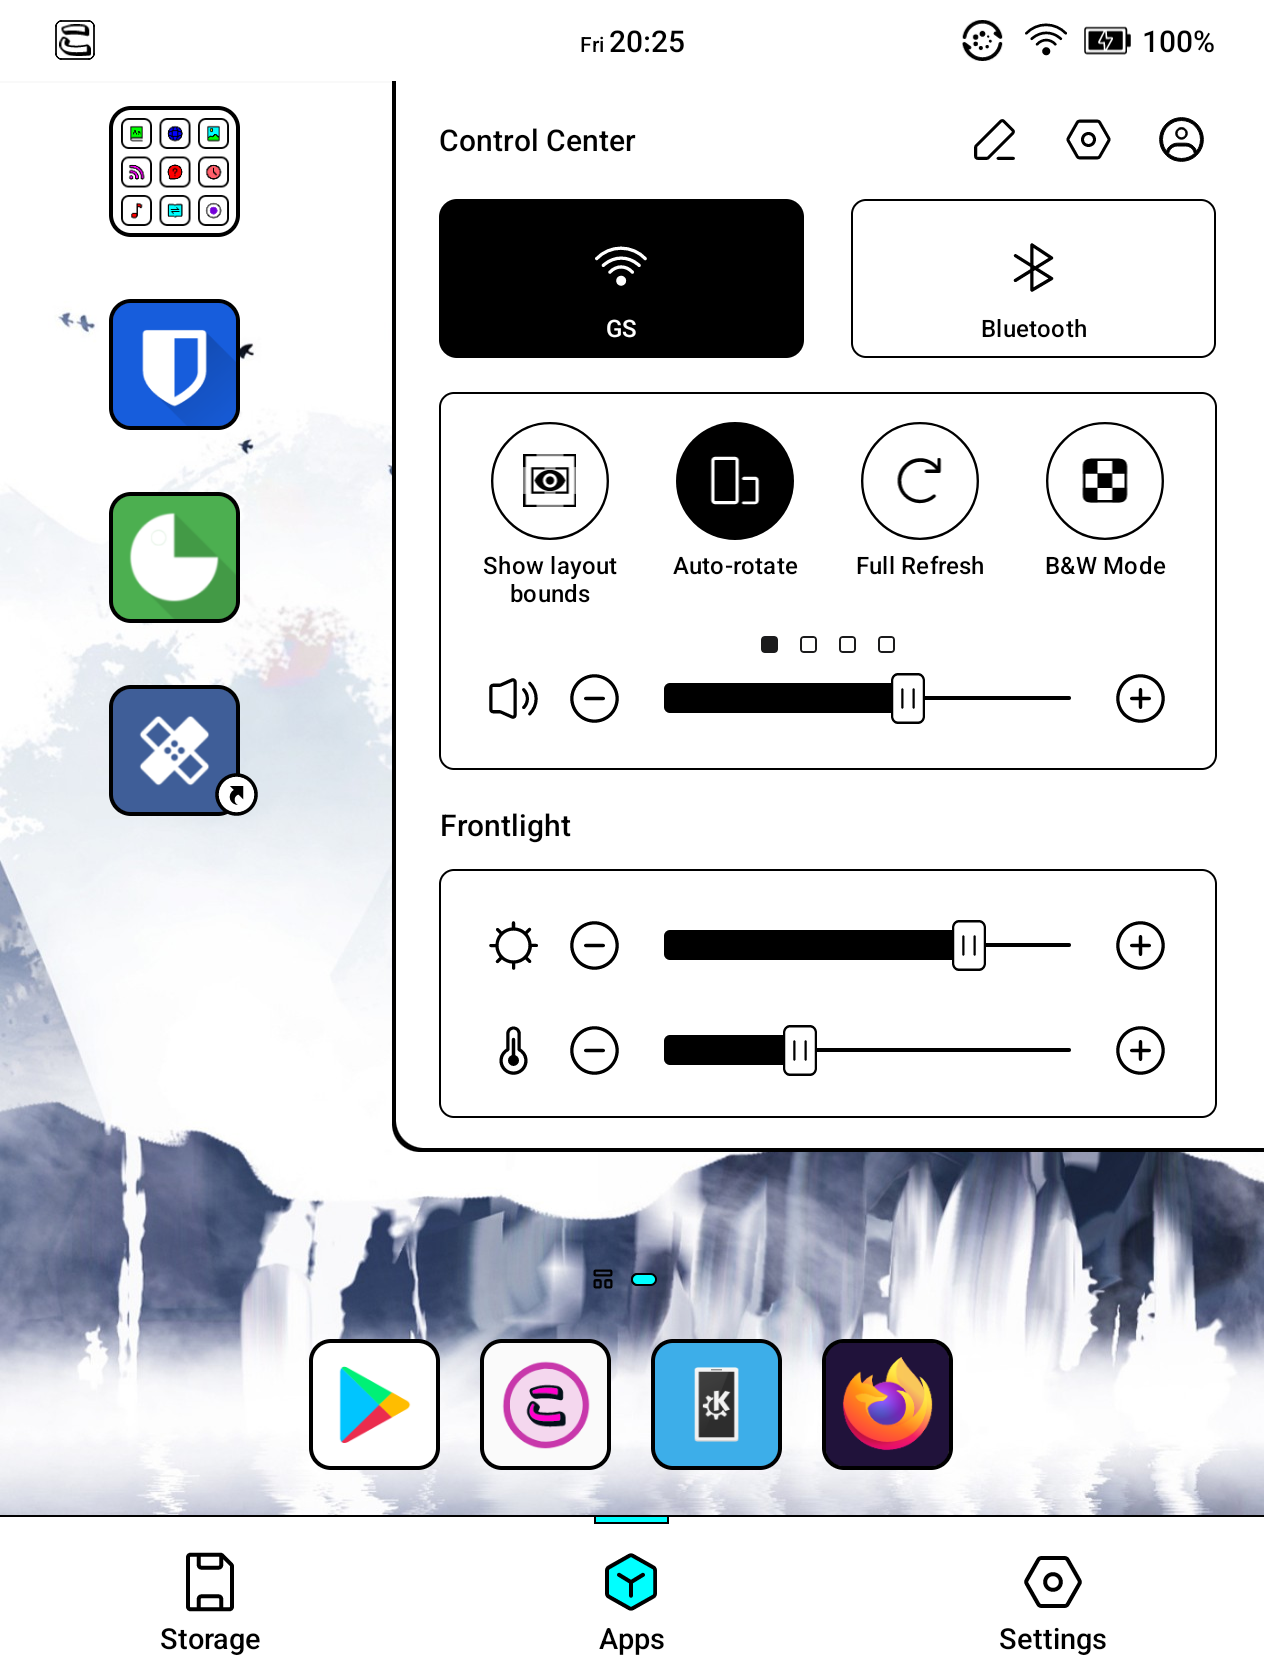 Fri 20:25
100%
Control Center
GS
Bluetooth
Show layout
bounds
Auto-rotate
Full Refresh
B&W Mode
Frontlight
Storage
Apps
Settings